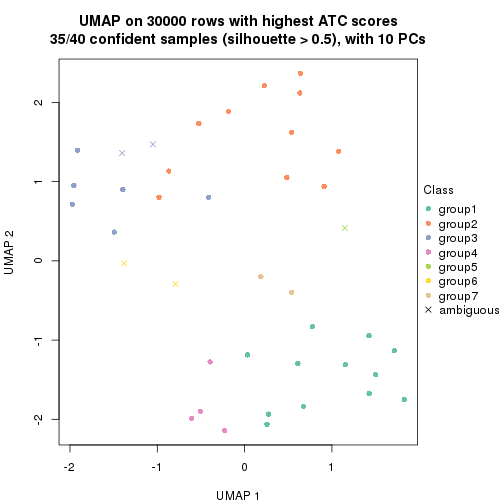 UMAP on 30000 rows with highest ATC scores
35/40 confident samples (silhouette > 0.5), with 10 PCs
2
1
0
-1
-2
UMAP 2
-2
-1
0
1
UMAP 1
Class
group1
group2
group3
group4
group5
group6
group7
ambiguous